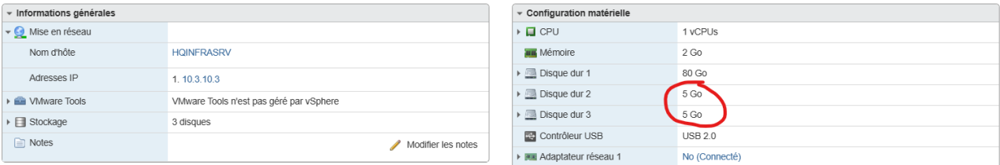 Informations générales
Mise en réseau
Nom d'hôte HQINFRASRV
Adresses IP 1. 10.3.10.3
VMware Tools VMware Tools n'est pas géré par vSphere
Stockage 3 disques
Notes Modifier les notes
Configuration matérielle
CPU 1 vCPUs
Mémoire 2 Go
Disque dur 1 80 Go
Disque dur 2 5 Go
Disque dur 3 5 Go
Contrôleur USB USB 2.0
Adaptateur réseau 1 No (Connecté)